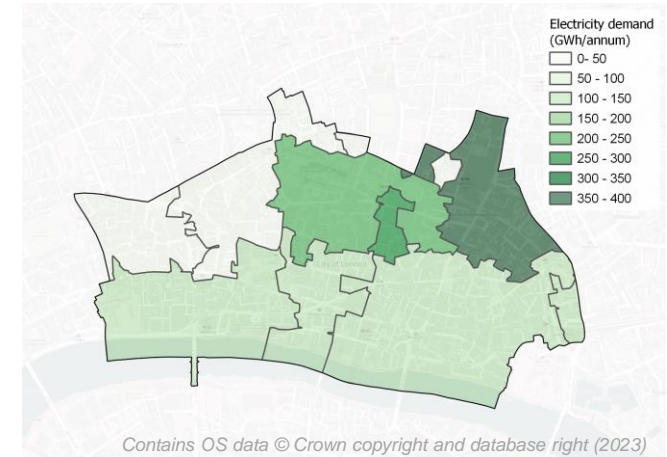 Electricity demand
(GWh/annum)
0- 50
50 - 100
100 - 150
150 - 200
200 - 250
250 - 300
300 - 350
350 - 400
Contains OS data © Crown copyright and database right (2023)